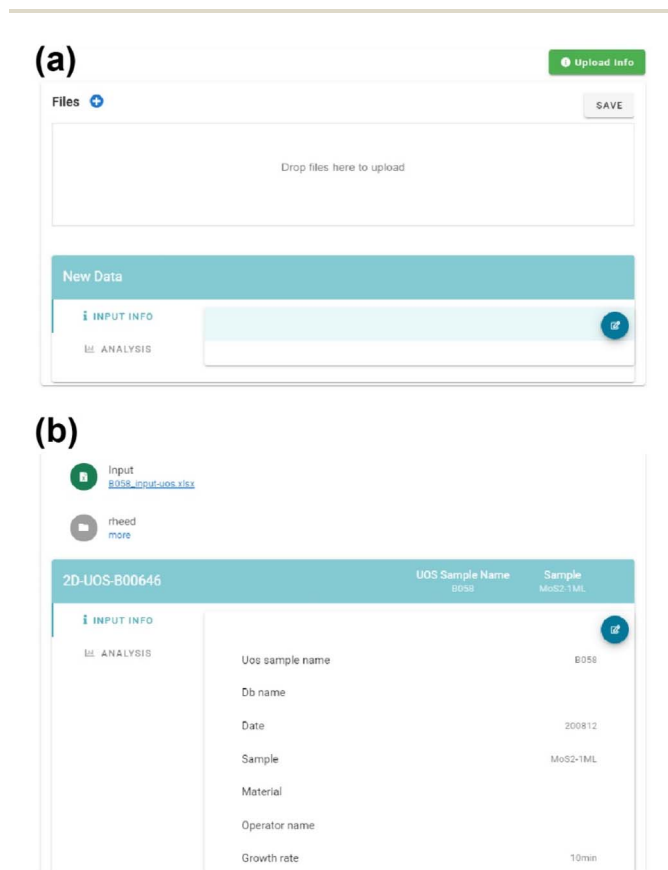 (a)
Upload Info
Files
SAVE
Drop files here to upload
New Data
INPUT INFO
ANALYSIS
(b)
Input
B058_input-uos.xlsx
rheed
more
2D-UOS-B00646 UOS Sample Name Sample
B058 MoS2-1ML
INPUT INFO
ANALYSIS
Uos sample name B058
Db name
Date 200812
Sample MoS2-1ML
Material
Operator name
Growth rate 10min